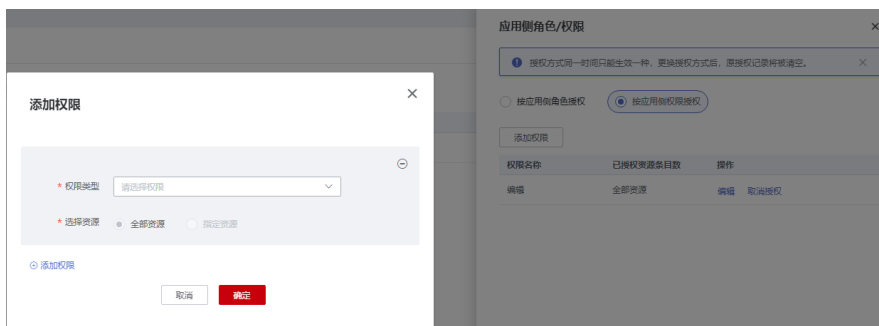 添加权限
* 权限类型 请选择权限
* 选择资源 全部资源 指定资源
添加权限
取消 确定
应用侧角色/权限
授权方式同一时间只能生效一种，更换授权方式后，原授权记录将被清空。
按应用侧角色授权 按应用侧权限授权
添加权限
权限名称 已授权资源条目数 操作
编辑 全部资源 编辑 取消授权